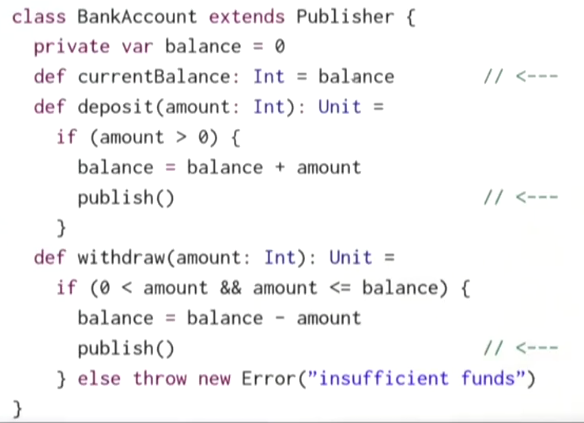 class BankAccount extends Publisher {
  private var balance = 0
  def currentBalance: Int = balance        // <---
  def deposit(amount: Int): Unit =
    if (amount > 0) {
      balance = balance + amount
      publish()                            // <---
    }
  def withdraw(amount: Int): Unit =
    if (0 < amount && amount <= balance) {
      balance = balance - amount
      publish()                            // <---
    } else throw new Error("insufficient funds”)
}